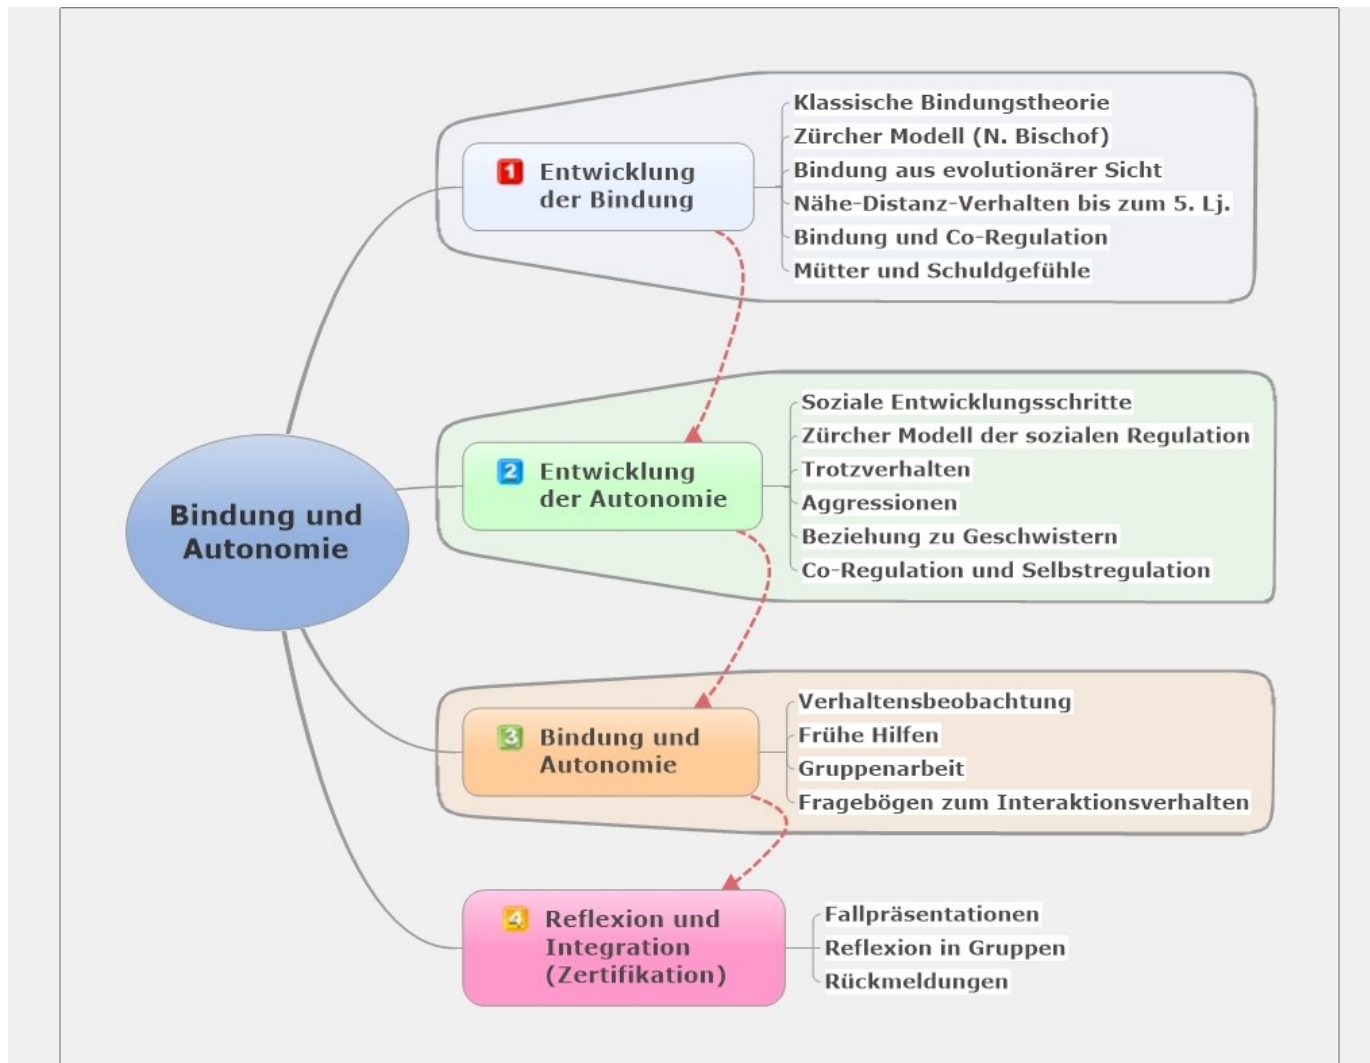 Bindung und
Autonomie
1 Entwicklung
der Bindung
Klassische Bindungstheorie
Zürcher Modell (N. Bischof)
Bindung aus evolutionärer Sicht
Nähe-Distanz-Verhalten bis zum 5. Lj.
Bindung und Co-Regulation
Mütter und Schuldgefühle
2 Entwicklung
der Autonomie
Soziale Entwicklungsschritte
Zürcher Modell der sozialen Regulation
Trotzverhalten
Aggressionen
Beziehung zu Geschwistern
Co-Regulation und Selbstregulation
3 Bindung und
Autonomie
Verhaltensbeobachtung
Frühe Hilfen
Gruppenarbeit
Fragebögen zum Interaktionsverhalten
4 Reflexion und
Integration
(Zertifikation)
Fallpräsentationen
Reflexion in Gruppen
Rückmeldungen